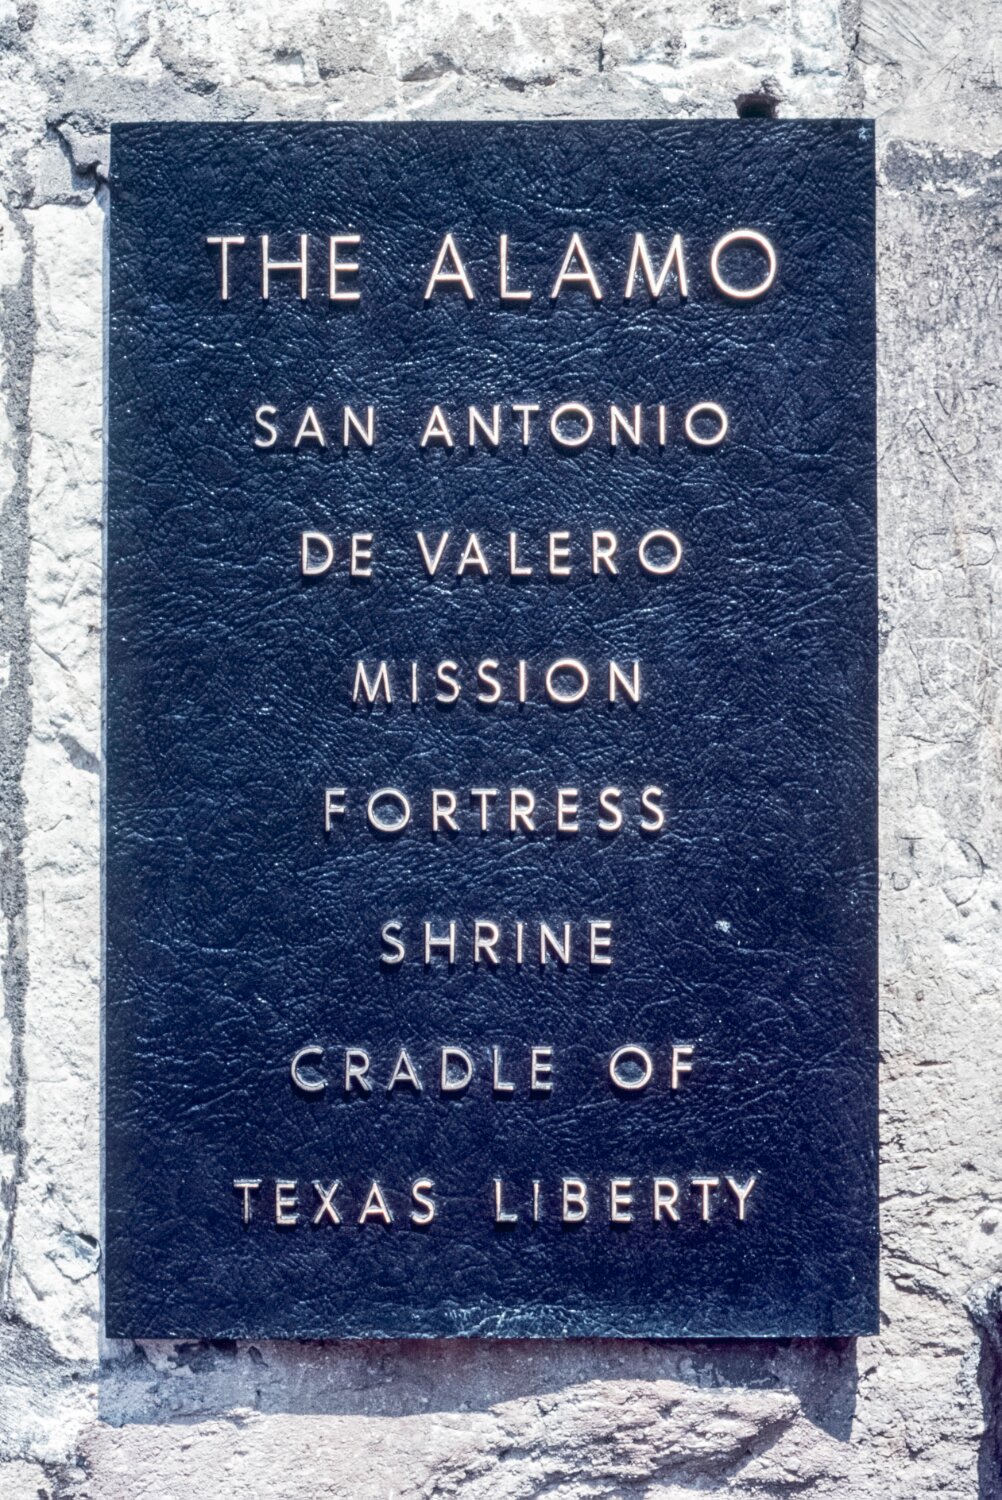 THE ALAMO
SAN ANTONIO
DE VALERO
MISSION
FORTRESS
SHRINE
CRADLE OF
TEXAS LIBERTY